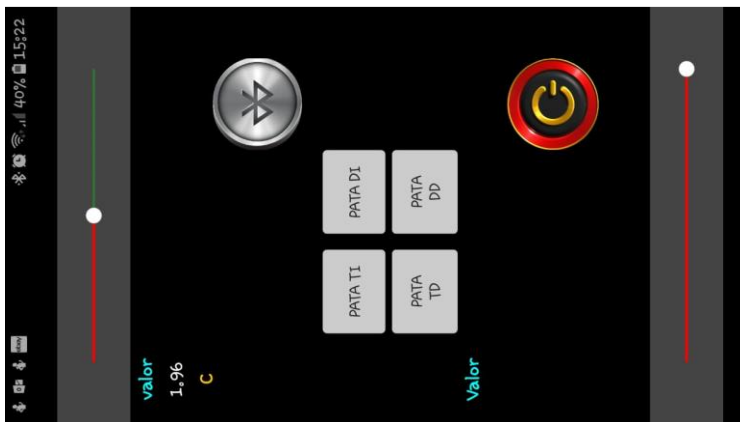 40% 15:22
valor
1.96
C
PATA TI
PATA DI
PATA
TD
PATA
DD
Valor